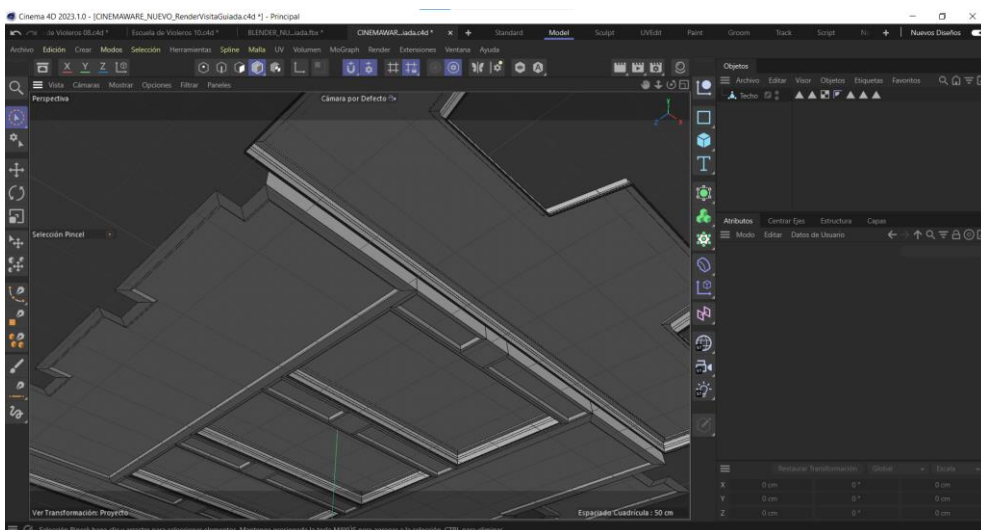 Cinema 4D 2023.1.0 - [CINEMAWARE_NUEVO_RenderVisitaGuiada.c4d *] - Principal
de Violeros 08.c4d * Escuela de Violeros 10.c4d * BLENDER_NU...iada.fbx * CINEMAWAR...iada.c4d * Standard Model Sculpt UVEdit Paint Groom Track Script Nuevos Diseños
Archivo Edición Crear Modos Selección Herramientas Spline Malla UV Volumen MoGraph Render Extensiones Ventana Ayuda
X Y Z
Objetos
Vista Cámaras Mostrar Opciones Filtrar Paneles
Archivo Editar Visor Objetos Etiquetas Favoritos
Perspectiva
Cámara por Defecto
Techo
Atributos Centrar Ejes Estructura Capas
Selección Pincel
Modo Editar Datos de Usuario
Restaurar Transformación Global Escala
X 0 cm 0 ° 0 cm
Y 0 cm 0 ° 0 cm
Z 0 cm 0 ° 0 cm
Ver Transformación: Proyecto
Espaciado Cuadrícula : 50 cm